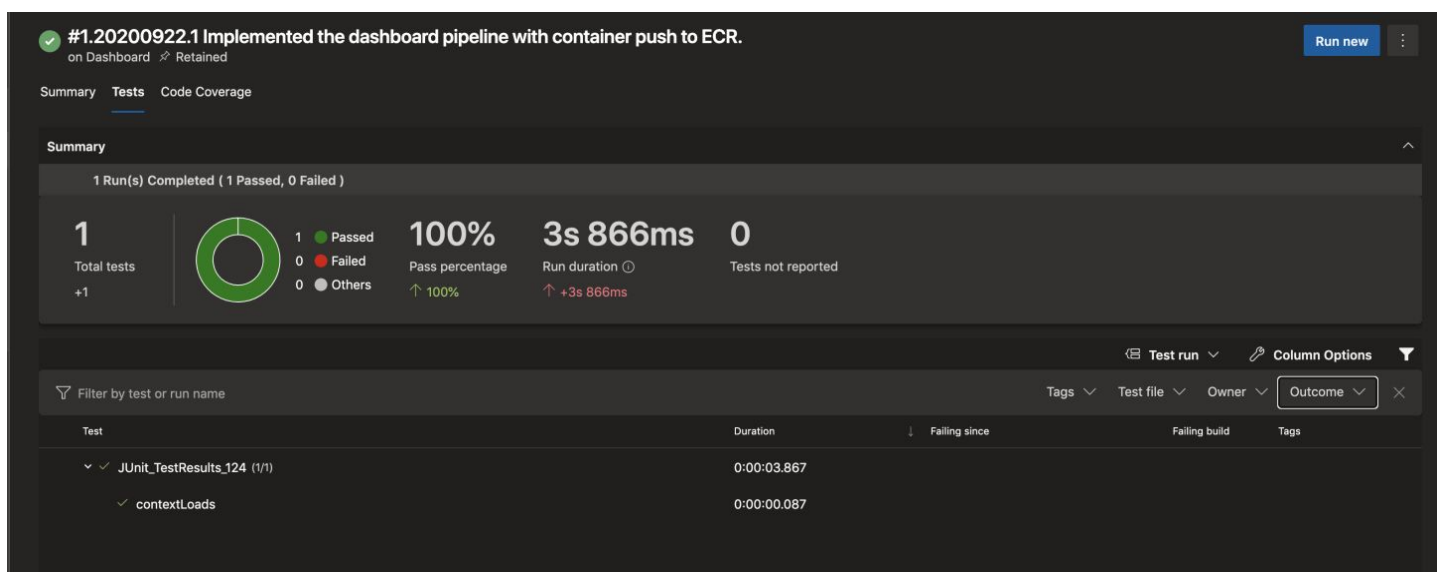 #1.20200922.1 Implemented the dashboard pipeline with container push to ECR.
on Dashboard Retained
Run new
Summary Tests Code Coverage
Summary
1 Run(s) Completed ( 1 Passed, 0 Failed )
1
Total tests
+1
1 Passed
0 Failed
0 Others
100%
Pass percentage
↑ 100%
3s 866ms
Run duration
↑ +3s 866ms
0
Tests not reported
Test run Column Options
Filter by test or run name Tags Test file Owner Outcome
Test Duration ↓ Failing since Failing build Tags
JUnit_TestResults_124 (1/1) 0:00:03.867
contextLoads 0:00:00.087